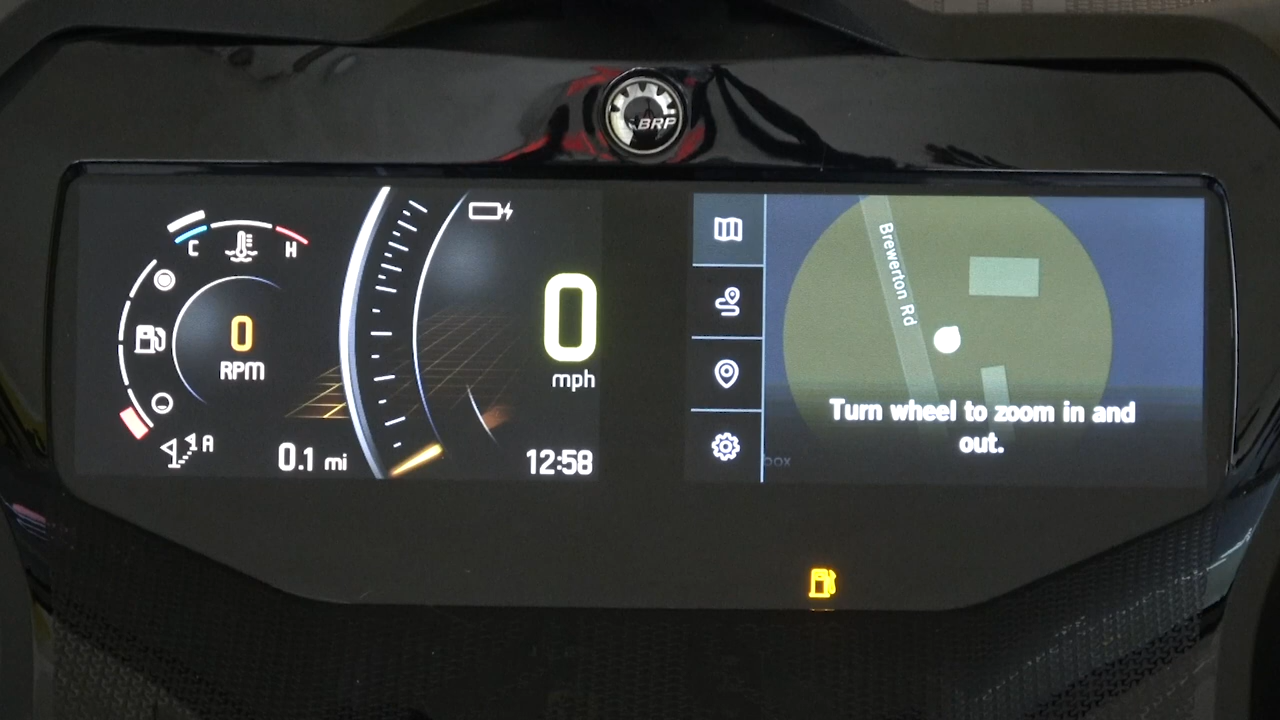 BRP
C
H
0
RPM
A
0.1 mi
0
mph
12:58
Brewerton Rd
Turn wheel to zoom in and
out.
box